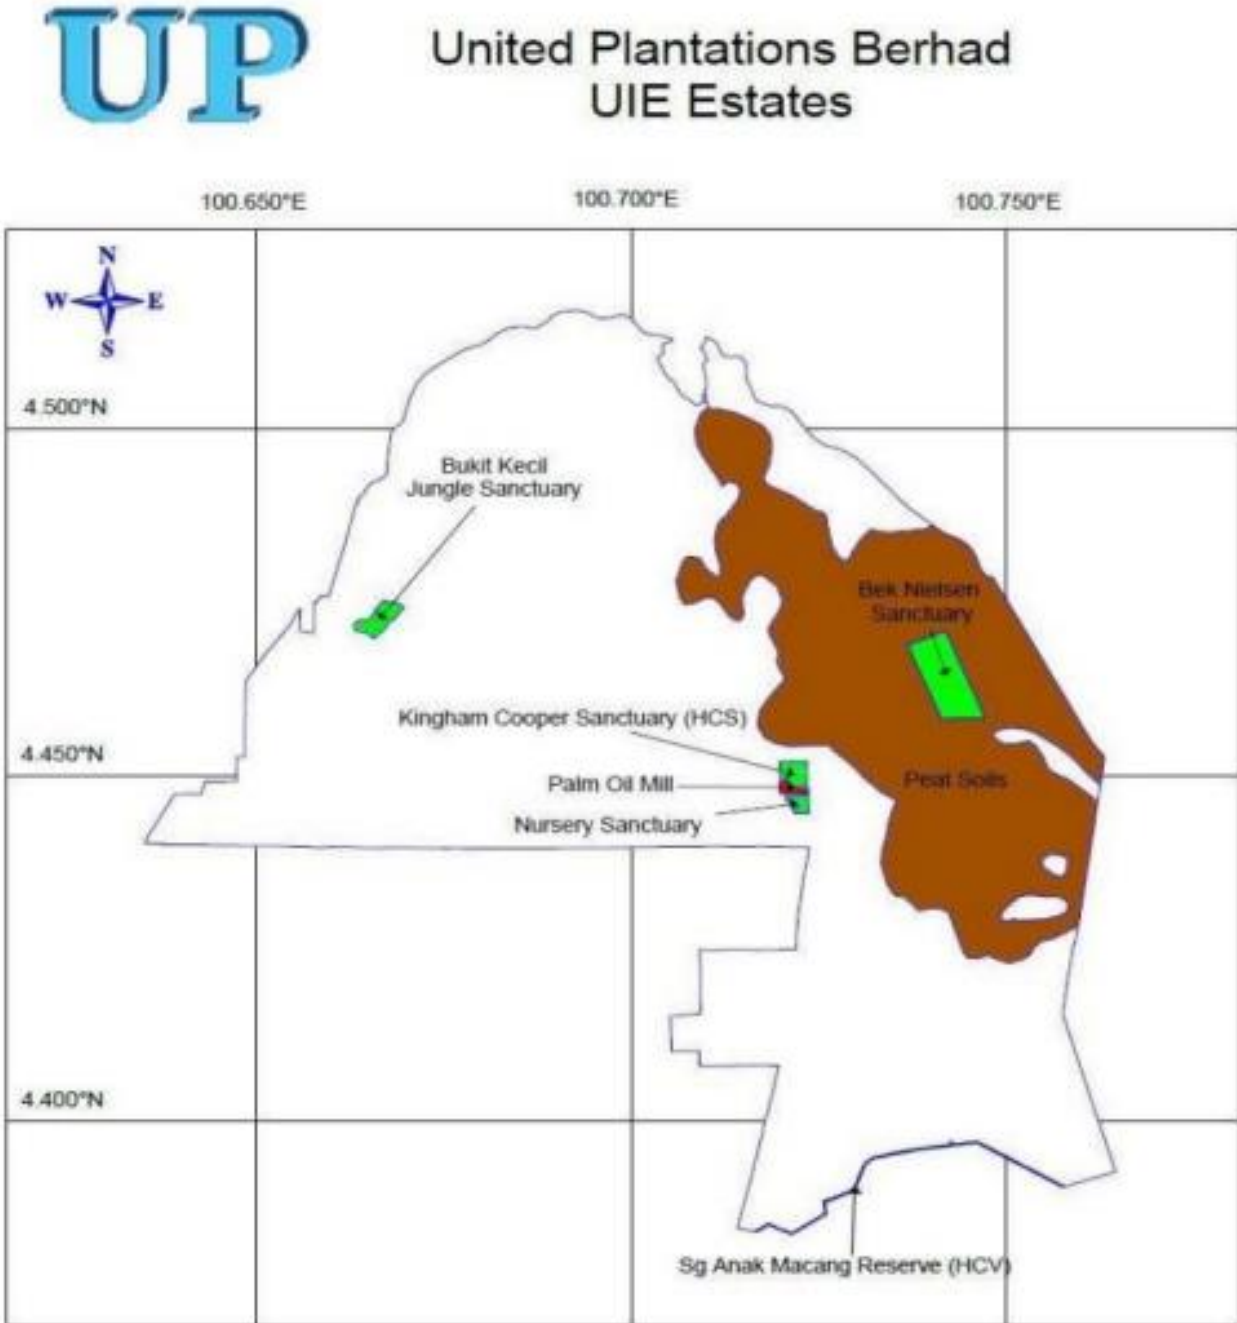 UP
United Plantations Berhad
UIE Estates
100.650°E
100.700°E
100.750°E
N
W
E
S
4.500°N
Bukit Kecil
Jungle Sanctuary
Bek Nielsen
Sanctuary
Kingham Cooper Sanctuary (HCS)
4.450°N
Palm Oil Mill
Peat Soils
Nursery Sanctuary
4.400°N
Sg Anak Macang Reserve (HCV)